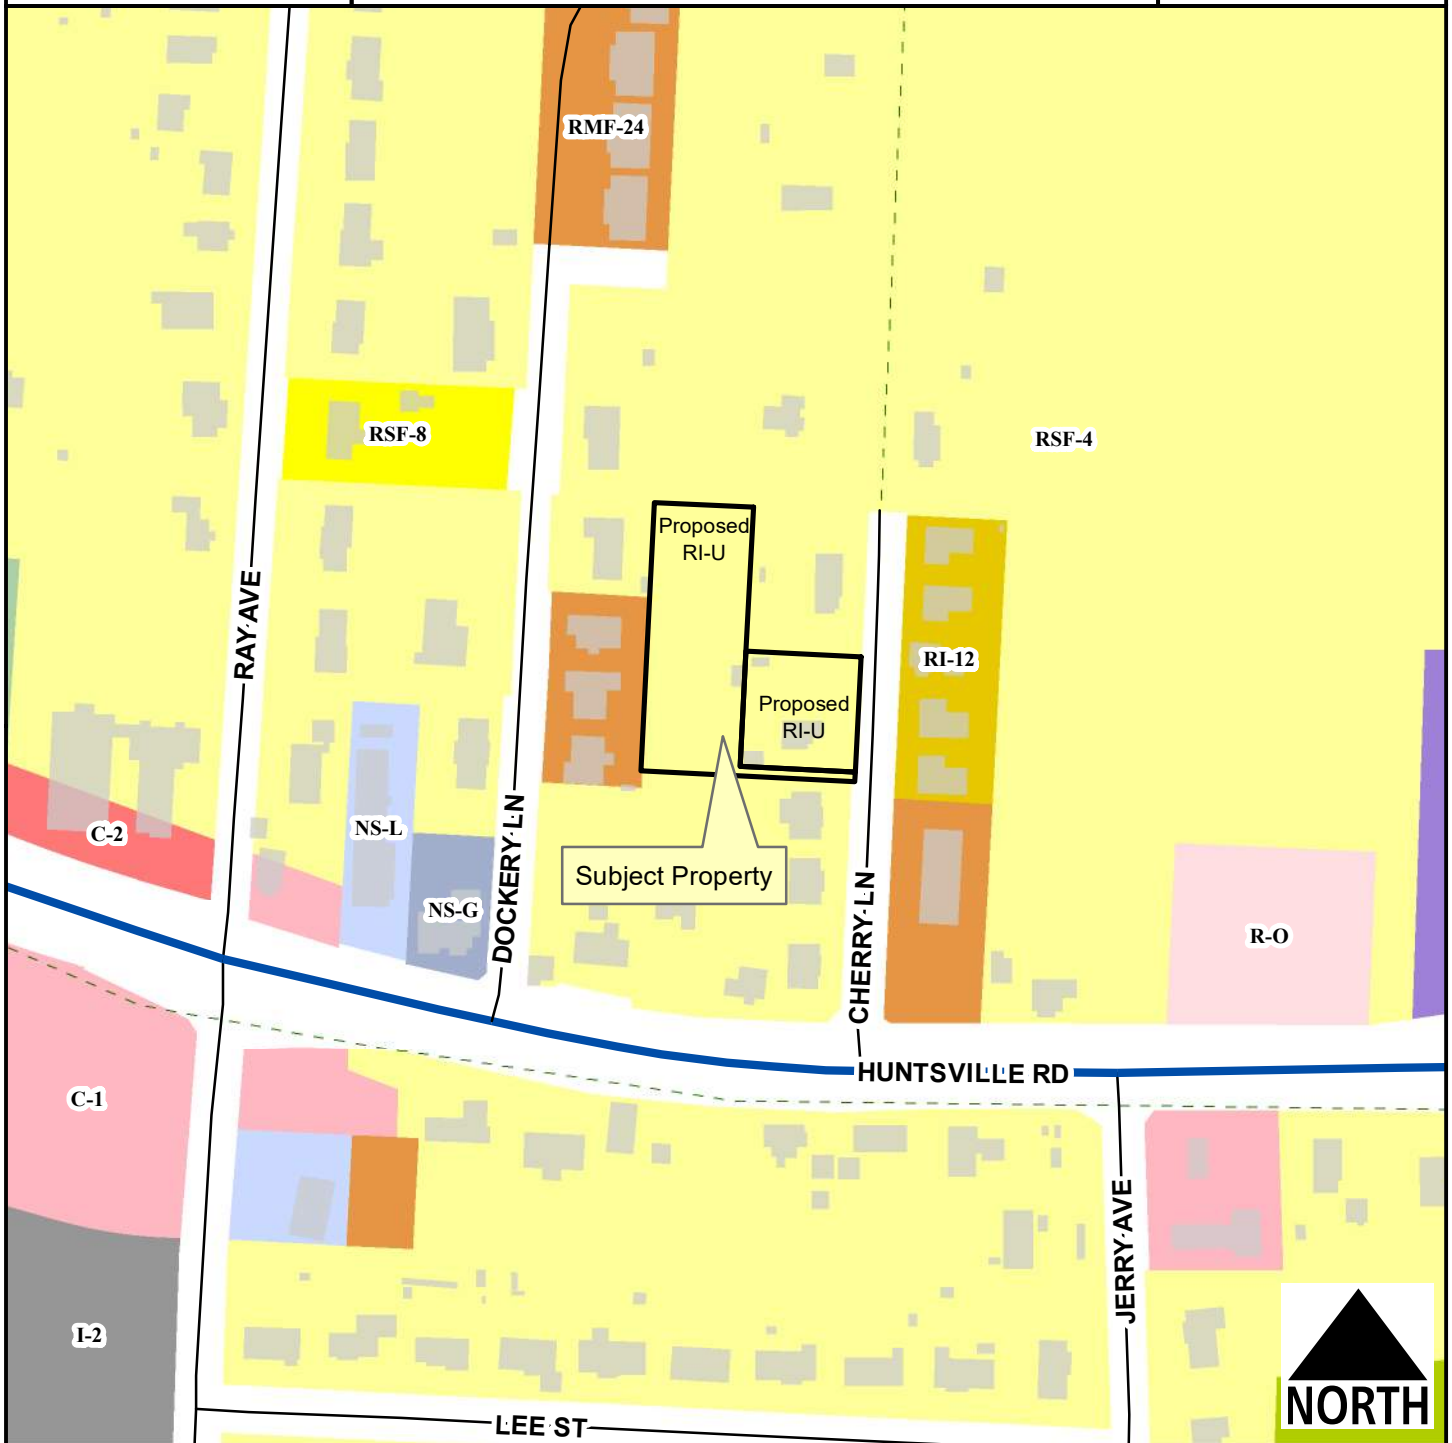 RMF-24
RSF-8
RSF-4
Proposed
RI-U
RAY AVE
RI-12
Proposed
RI-U
C-2
NS-L
DOCKERY LN
Subject Property
NS-G
CHERRY LN
R-O
HUNTSVILLE RD
C-1
JERRY AVE
I-2
NORTH
LEE ST